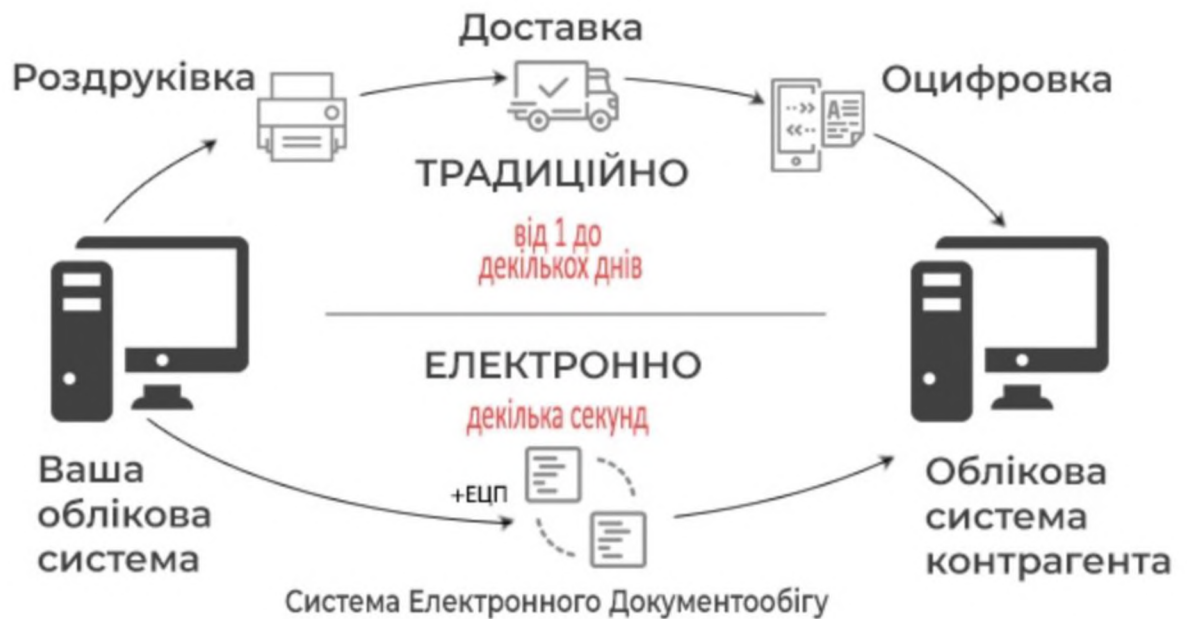 Доставка
Роздруківка
Оцифровка
ТРАДИЦІЙНО
від 1 до
декількох днів
ЕЛЕКТРОННО
декілька секунд
+ЕЦП
Ваша
облікова
система
Облікова
система
контрагента
Система Електронного Документообігу